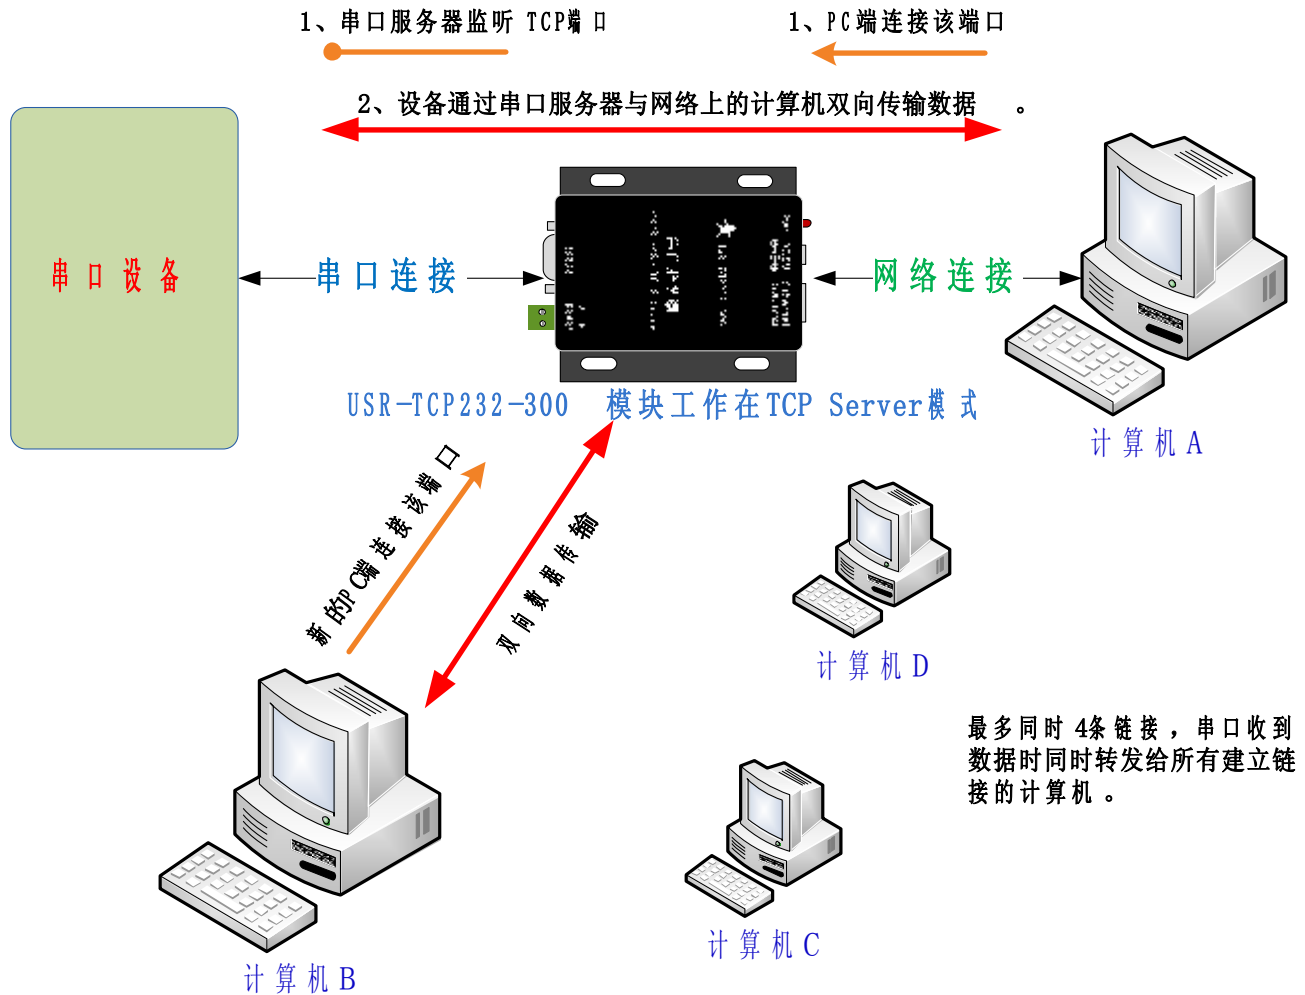 1、串口服务器监听 TCP端口
1、PC端连接该端口
2、设备通过串口服务器与网络上的计算机双向传输数据 。
串口设备
串口连接
网络连接
USR-TCP232-300 模块工作在TCP Server模式
计算机A
新的PC端连接该端口
双向数据传输
计算机D
最多同时 4条链接，串口收到
数据时同时转发给所有建立链
接的计算机。
计算机C
计算机B